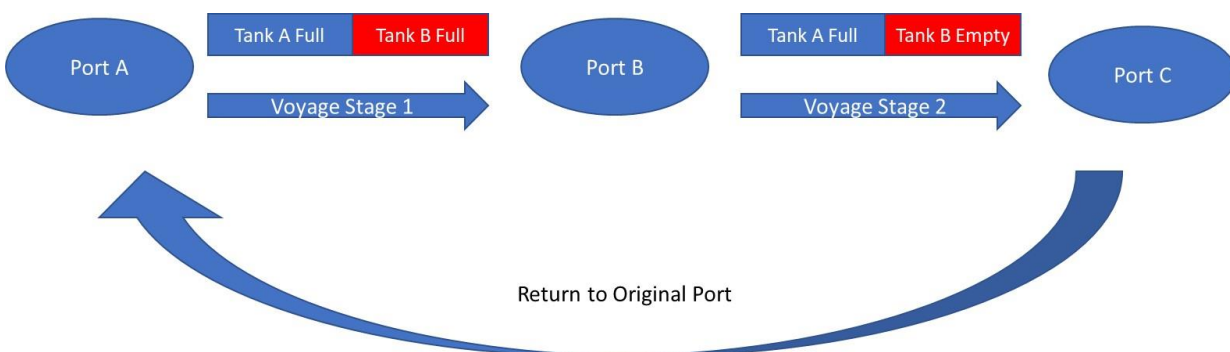 Tank A Full
Tank B Full
Tank A Full
Tank B Empty
Port A
Port B
Port C
Voyage Stage 1
Voyage Stage 2
Return to Original Port